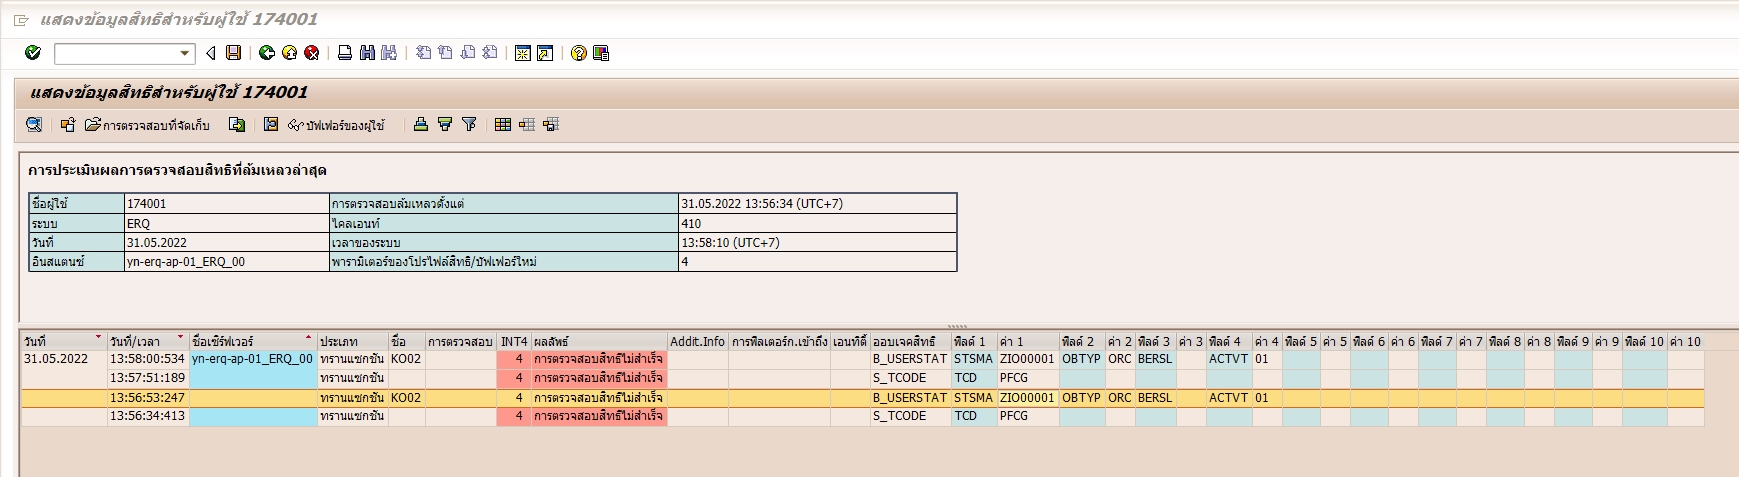 แสดงข้อมูลสิทธิสำหรับผู้ใช้ 174001
แสดงข้อมูลสิทธิสำหรับผู้ใช้ 174001
การตรวจสอบที่จัดเก็บ บัฟเฟอร์ของผู้ใช้
การประเมินผลการตรวจสอบสิทธิที่ล้มเหลวล่าสุด
ชื่อผู้ใช้ 174001 การตรวจสอบล้มเหลวตั้งแต่ 31.05.2022 13:56:34 (UTC+7)
ระบบ ERQ ไคลเอนท์ 410
วันที่ 31.05.2022 เวลาของระบบ 13:58:10 (UTC+7)
อินสแตนซ์ yn-erq-ap-01_ERQ_00 พารามิเตอร์ของโปรไฟล์สิทธิ/บัฟเฟอร์ใหม่ 4
วันที่ วันที่/เวลา ชื่อเซิร์ฟเวอร์ ประเภท ชื่อ การตรวจสอบ INT4 ผลลัพธ์ Addit.Info การฟิลเตอร์ก.เข้าถึง เอนทิตี้ ออบเจคสิทธิ ฟิลด์ 1 ค่า 1 ฟิลด์ 2 ค่า 2 ฟิลด์ 3 ค่า 3 ฟิลด์ 4 ค่า 4 ฟิลด์ 5 ค่า 5 ฟิลด์ 6 ค่า 6 ฟิลด์ 7 ค่า 7 ฟิลด์ 8 ค่า 8 ฟิลด์ 9 ค่า 9 ฟิลด์ 10 ค่า 10
31.05.2022 13:58:00:534 yn-erq-ap-01_ERQ_00 ทรานแซกชัน KO02 4 การตรวจสอบสิทธิไม่สำเร็จ B_USERSTAT STSMA ZIO00001 OBTYP ORC BERSL ACTVT 01
13:57:51:189 ทรานแซกชัน 4 การตรวจสอบสิทธิไม่สำเร็จ S_TCODE TCD PFCG
13:56:53:247 ทรานแซกชัน KO02 4 การตรวจสอบสิทธิไม่สำเร็จ B_USERSTAT STSMA ZIO00001 OBTYP ORC BERSL ACTVT 01
13:56:34:413 ทรานแซกชัน 4 การตรวจสอบสิทธิไม่สำเร็จ S_TCODE TCD PFCG